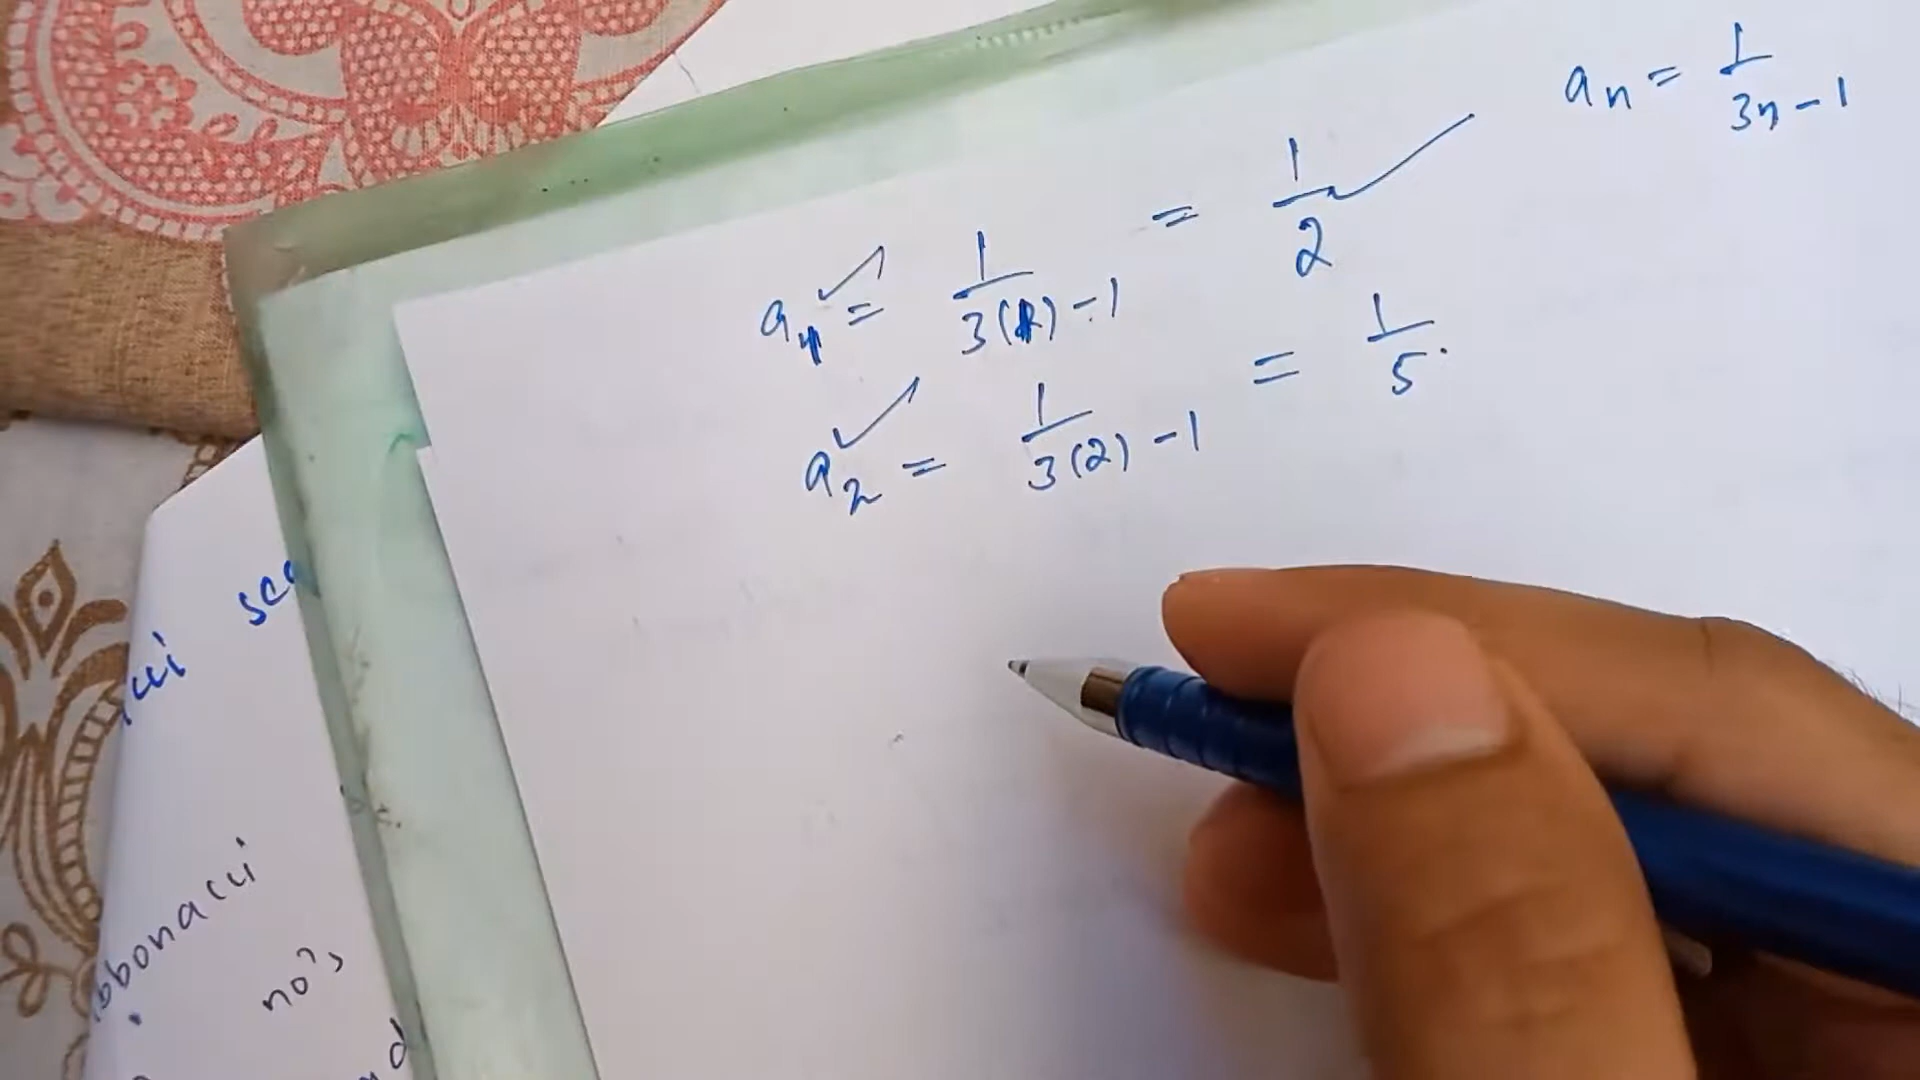 aₙ = 1/(3n-1)
a₁ = 1/(3(1)-1) = 1/2
a₂ = 1/(3(2)-1) = 1/5.
no's